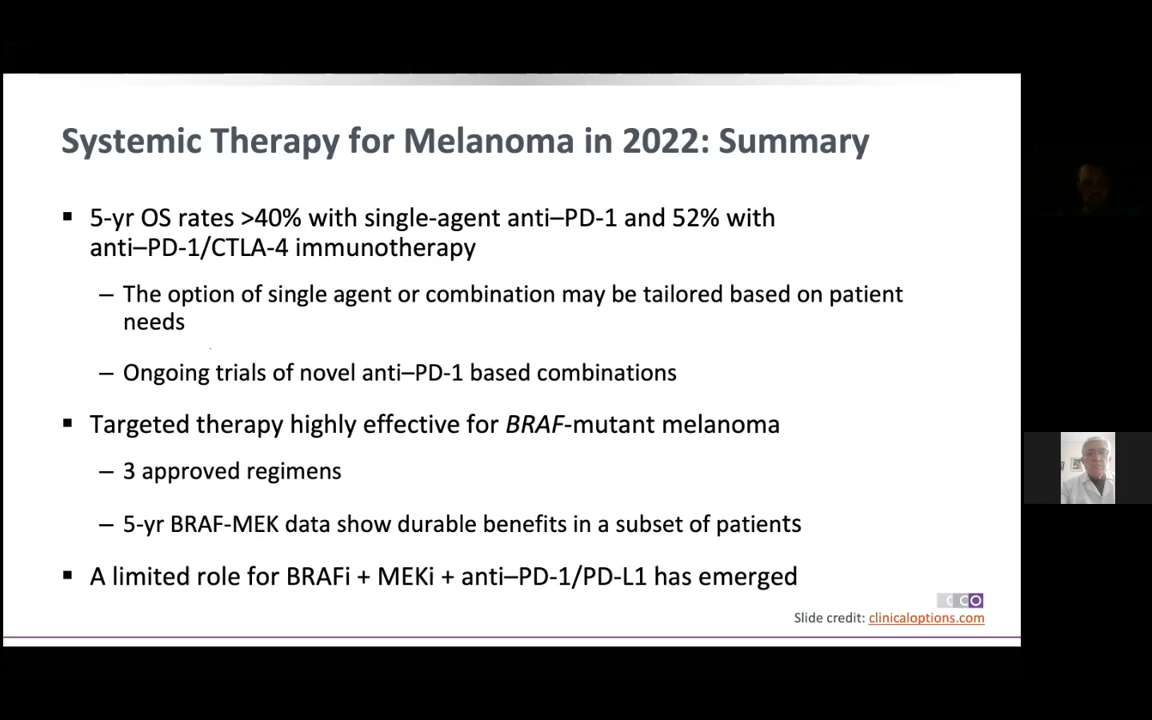 Systemic Therapy for Melanoma in 2022: Summary
▪ 5-yr OS rates >40% with single-agent anti–PD-1 and 52% with
anti–PD-1/CTLA-4 immunotherapy
– The option of single agent or combination may be tailored based on patient
needs
– Ongoing trials of novel anti–PD-1 based combinations
▪ Targeted therapy highly effective for BRAF-mutant melanoma
– 3 approved regimens
– 5-yr BRAF-MEK data show durable benefits in a subset of patients
▪ A limited role for BRAFi + MEKi + anti–PD-1/PD-L1 has emerged
CCO
Slide credit: clinicaloptions.com